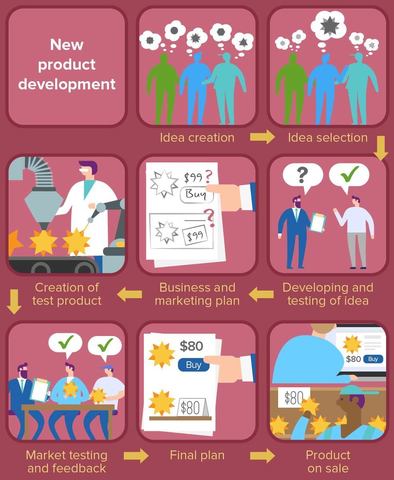 New
product
development
Idea creation
Idea selection
?
Developing and
testing of idea
$99?
Buy
?
$99
Business and
marketing plan
Creation of
test product
Market testing
and feedback
$80
Buy
$80
Final plan
$80 Buy
$80
Product
on sale